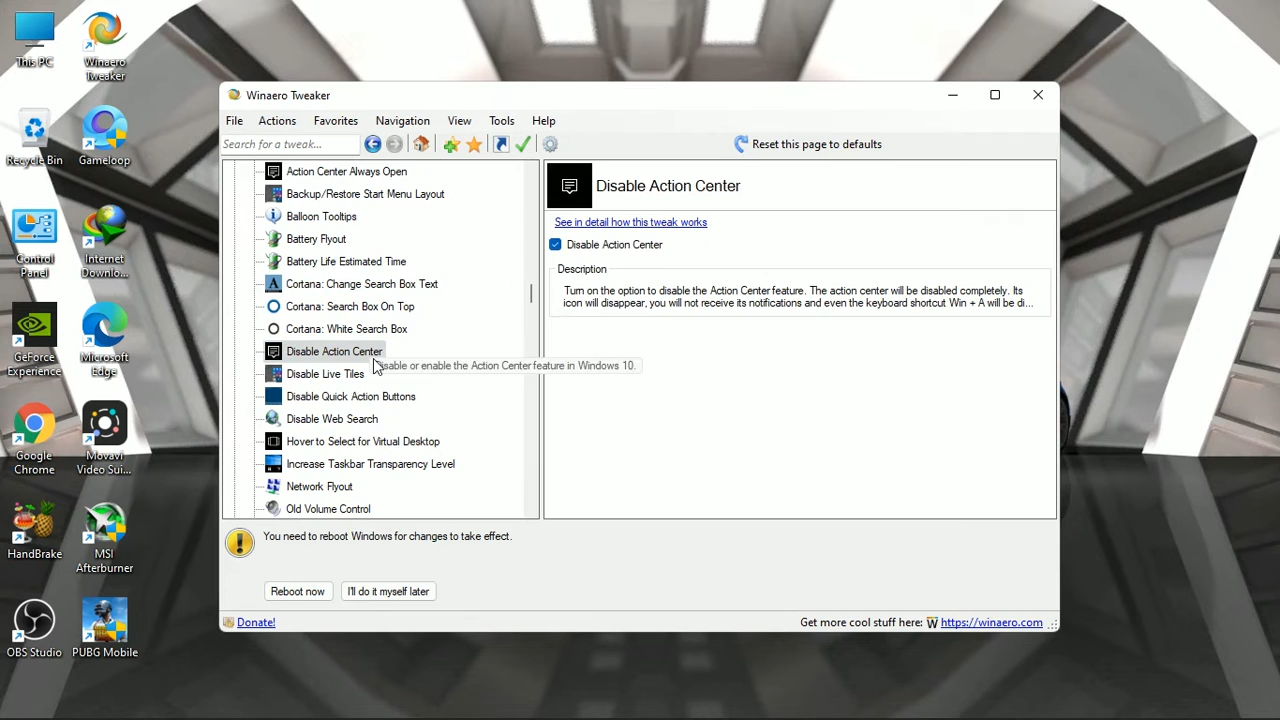 This PC
Winaero
Tweaker
Recycle Bin
Gameloop
Control
Panel
Internet
Downlo...
GeForce
Experience
Microsoft
Edge
Google
Chrome
Movavi
Video Sui...
HandBrake
MSI
Afterburner
OBS Studio
PUBG Mobile
Winaero Tweaker
File Actions Favorites Navigation View Tools Help
Search for a tweak...
Reset this page to defaults
Action Center Always Open
Backup/Restore Start Menu Layout
Balloon Tooltips
Battery Flyout
Battery Life Estimated Time
Cortana: Change Search Box Text
Cortana: Search Box On Top
Cortana: White Search Box
Disable Action Center
Disable Live Tiles
Disable Quick Action Buttons
Disable Web Search
Hover to Select for Virtual Desktop
Increase Taskbar Transparency Level
Network Flyout
Old Volume Control
isable or enable the Action Center feature in Windows 10.
Disable Action Center
See in detail how this tweak works
Disable Action Center
Description
Turn on the option to disable the Action Center feature. The action center will be disabled completely. Its
icon will disappear, you will not receive its notifications and even the keyboard shortcut Win + A will be di...
You need to reboot Windows for changes to take effect.
Reboot now
I'll do it myself later
Donate!
Get more cool stuff here: W https://winaero.com